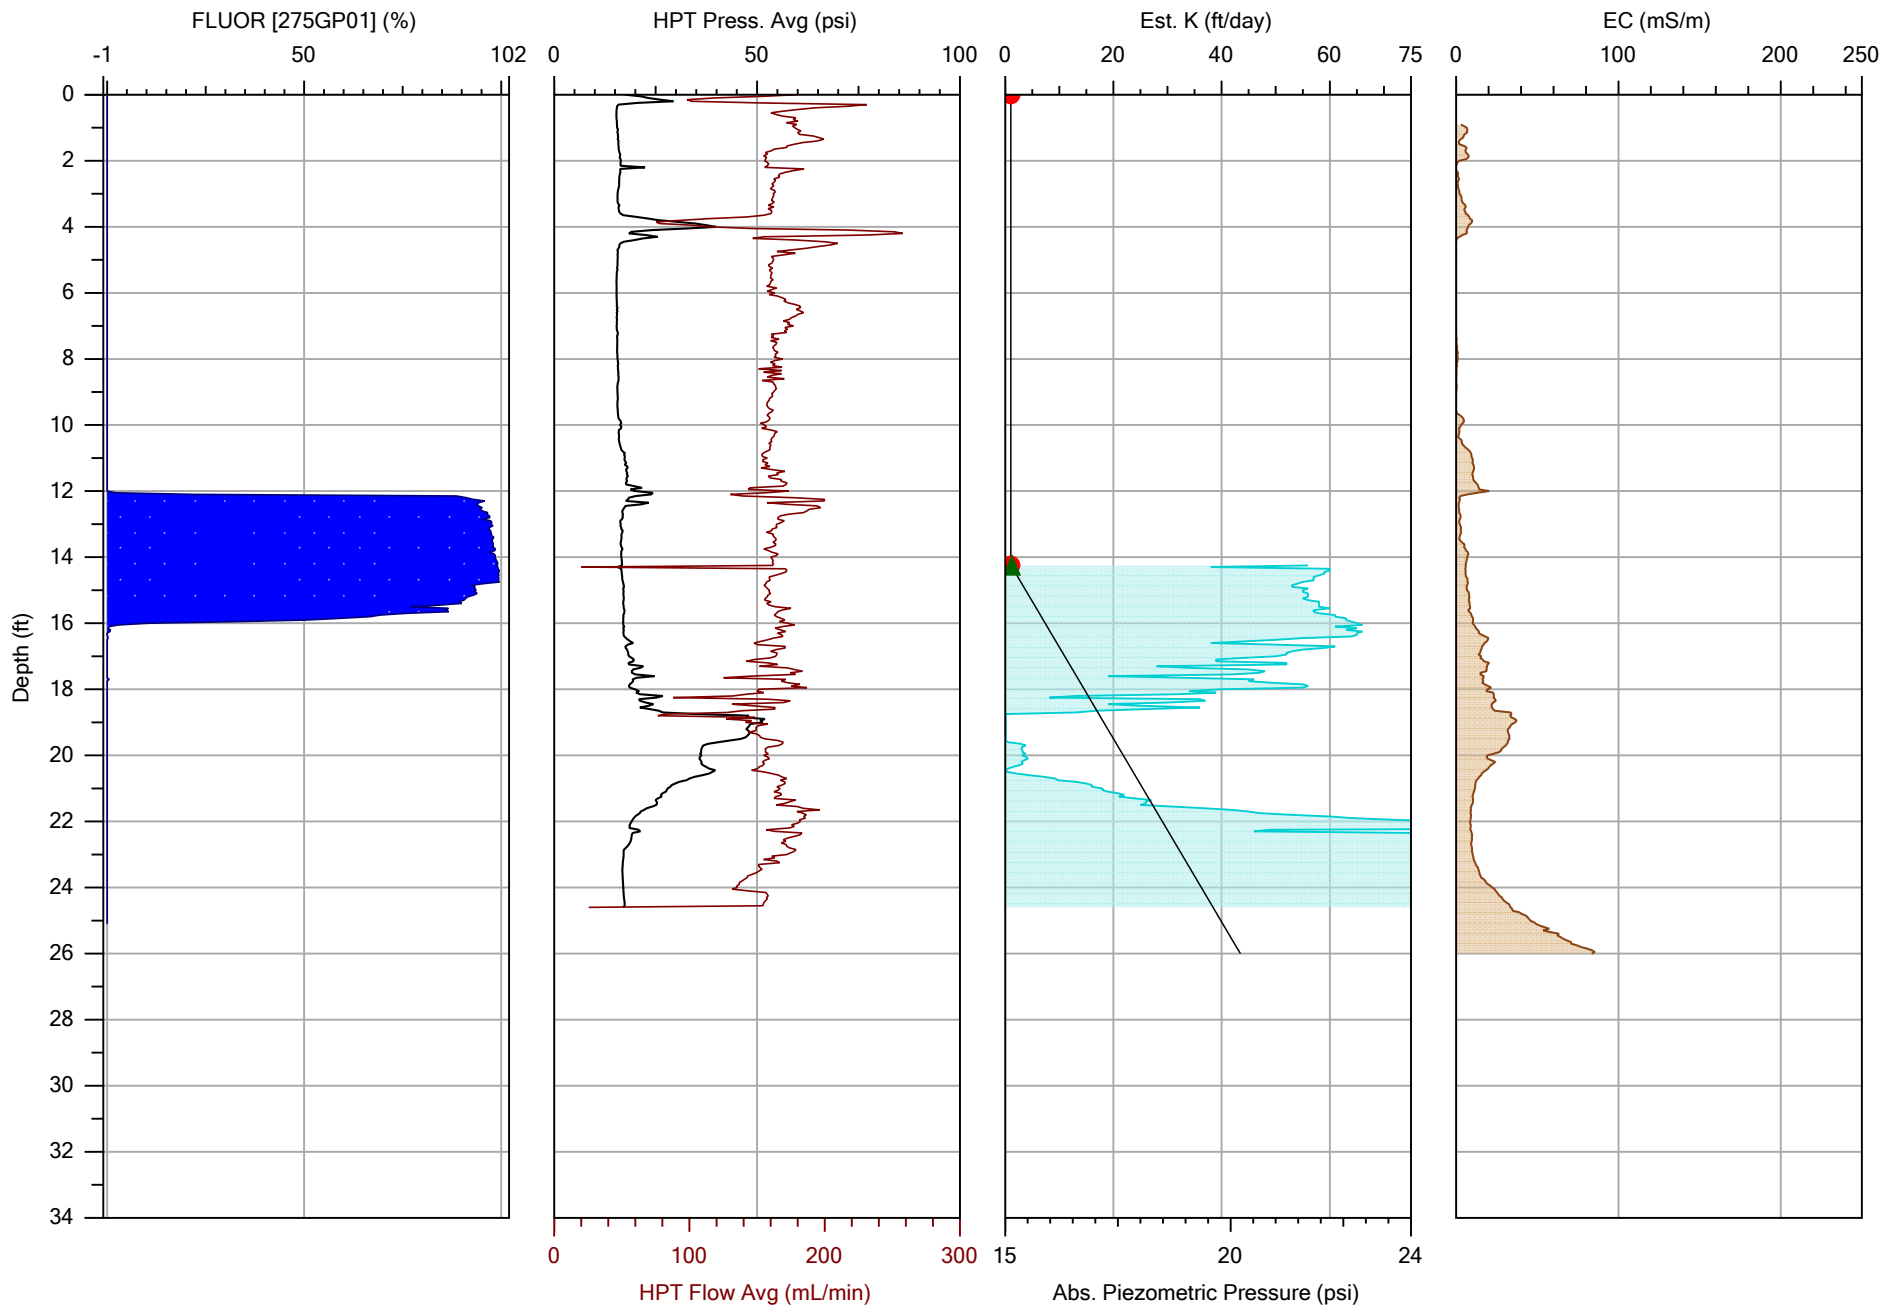 FLUOR [275GP01] (%)
HPT Press. Avg (psi)
Est. K (ft/day)
EC (mS/m)
-1 50 102
0 50 100
0 20 40 60 75
0 100 200 250
0
2
4
6
8
10
12
14
16
18
20
22
24
26
28
30
32
34
Depth (ft)
0 100 200 300
15 20 24
HPT Flow Avg (mL/min)
Abs. Piezometric Pressure (psi)